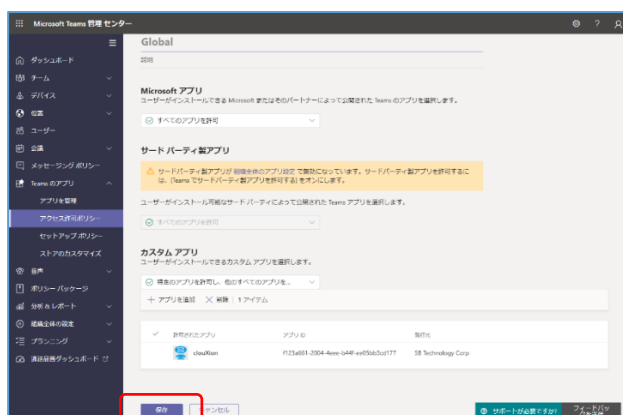 Microsoft Teams 管理センター
Global
説明
ダッシュボード
チーム
デバイス
位置
ユーザー
会議
メッセージング ポリシー
Teams のアプリ
アプリを管理
アクセス許可ポリシー
セットアップ ポリシー
ストアのカスタマイズ
音声
ポリシー パッケージ
分析 & レポート
組織全体の設定
プランニング
通話品質ダッシュボード
Microsoft アプリ
ユーザーがインストールできる Microsoft またはそのパートナーによって公開された Teams のアプリを選択します。
すべてのアプリを許可
サード パーティ製アプリ
サードパーティ製アプリが 組織全体のアプリ設定 で無効になっています。サードパーティ製アプリを許可するに
は、[Teams でサードパーティ製アプリを許可する] をオンにします。
ユーザーがインストール可能なサード パーティによって公開された Teams アプリを選択します。
すべてのアプリを許可
カスタム アプリ
ユーザーがインストールできるカスタム アプリを選択します。
特定のアプリを許可し、他のすべてのアプリを...
アプリを追加 削除 1 アイテム
許可されたアプリ アプリ ID 発行元
clouXion SB Technology Corp
保存 キャンセル
サポートが必要ですか?
フィードバッ